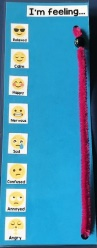 I'm feeling...
Relaxed
Calm
Happy
Nervous
Sad
Confused
Annoyed
Angry